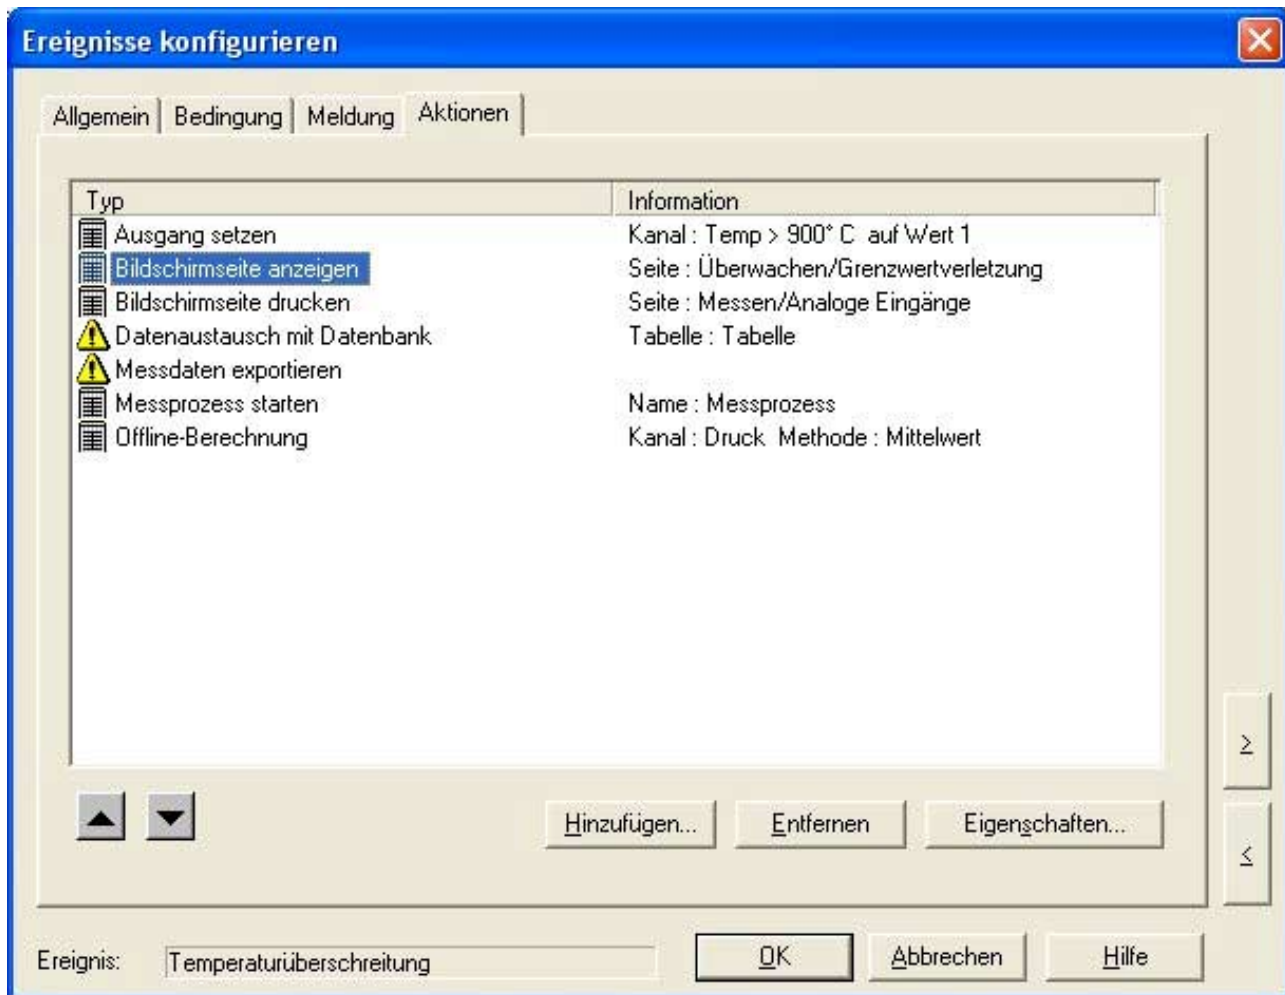 Ereignisse konfigurieren
Allgemein Bedingung Meldung Aktionen
Typ Information
Ausgang setzen Kanal : Temp > 900° C auf Wert 1
Bildschirmseite anzeigen Seite : Überwachen/Grenzwertverletzung
Bildschirmseite drucken Seite : Messen/Analoge Eingänge
Datenaustausch mit Datenbank Tabelle : Tabelle
Messdaten exportieren
Messprozess starten Name : Messprozess
Offline-Berechnung Kanal : Druck Methode : Mittelwert
>
Hinzufügen... Entfernen Eigenschaften...
<
Ereignis: Temperaturüberschreitung OK Abbrechen Hilfe